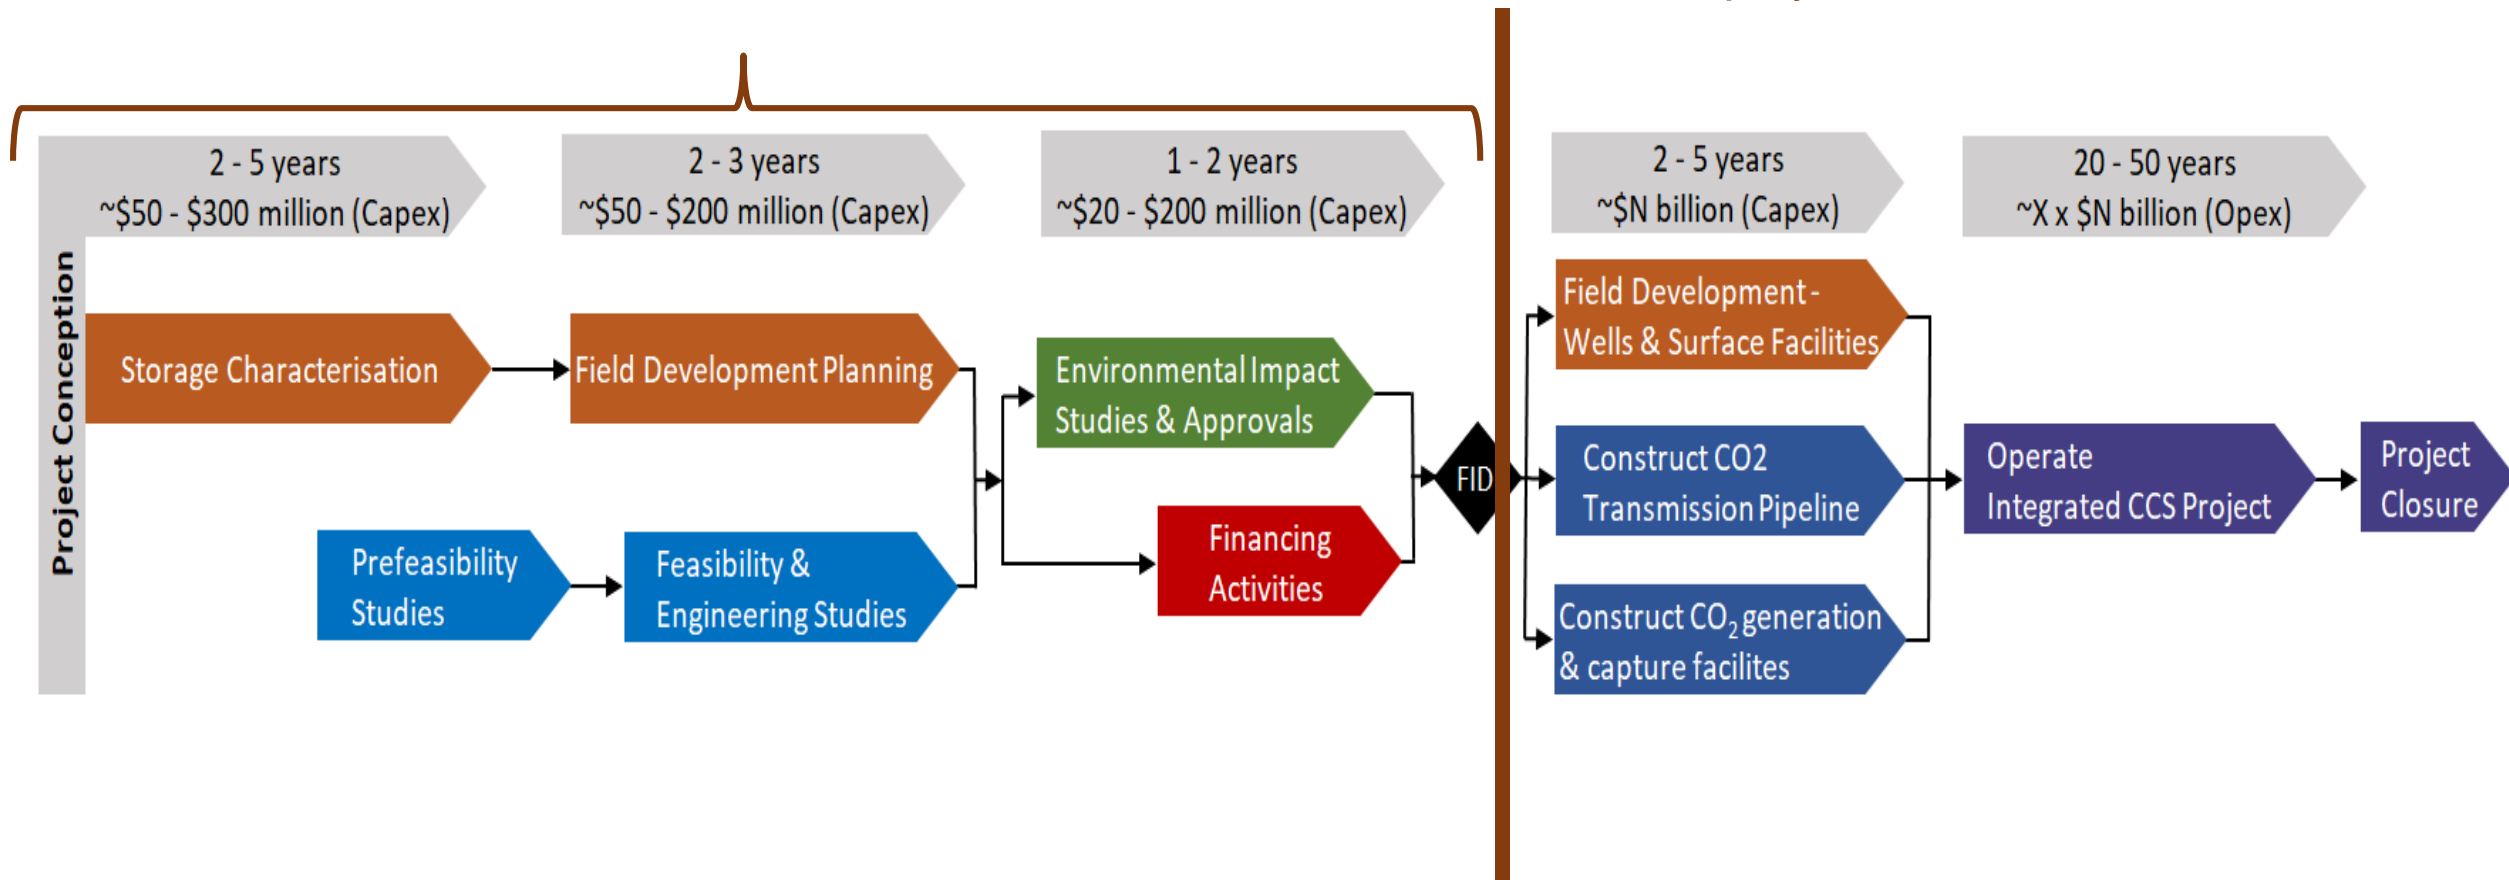 2 - 5 years
~$50 - $300 million (Capex)
2 - 3 years
~$50 - $200 million (Capex)
1 - 2 years
~$20 - $200 million (Capex)
2 - 5 years
~$N billion (Capex)
20 - 50 years
~X x $N billion (Opex)
Project Conception
Storage Characterisation
Field Development Planning
Prefeasibility
Studies
Feasibility &
Engineering Studies
Environmental Impact
Studies & Approvals
Financing
Activities
FID
Field Development -
Wells & Surface Facilities
Construct CO2
Transmission Pipeline
Construct CO₂ generation
& capture facilites
Operate
Integrated CCS Project
Project
Closure